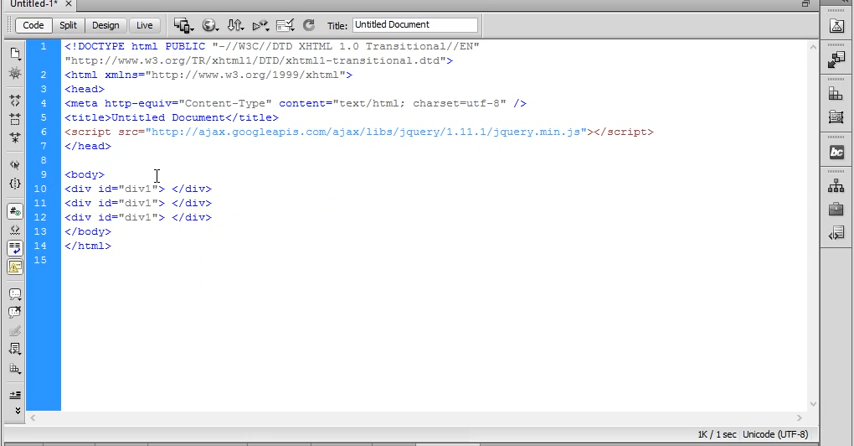 Untitled-1* ×
Code Split Design Live Title: Untitled Document
1 <!DOCTYPE html PUBLIC "-//W3C//DTD XHTML 1.0 Transitional//EN"
"http://www.w3.org/TR/xhtml1/DTD/xhtml1-transitional.dtd">
2 <html xmlns="http://www.w3.org/1999/xhtml">
3 <head>
4 <meta http-equiv="Content-Type" content="text/html; charset=utf-8" />
5 <title>Untitled Document</title>
6 <script src="http://ajax.googleapis.com/ajax/libs/jquery/1.11.1/jquery.min.js"></script>
7 </head>
8
9 <body>
10 <div id="div1"> </div>
11 <div id="div1"> </div>
12 <div id="div1"> </div>
13 </body>
14 </html>
15
1K / 1 sec Unicode (UTF-8)